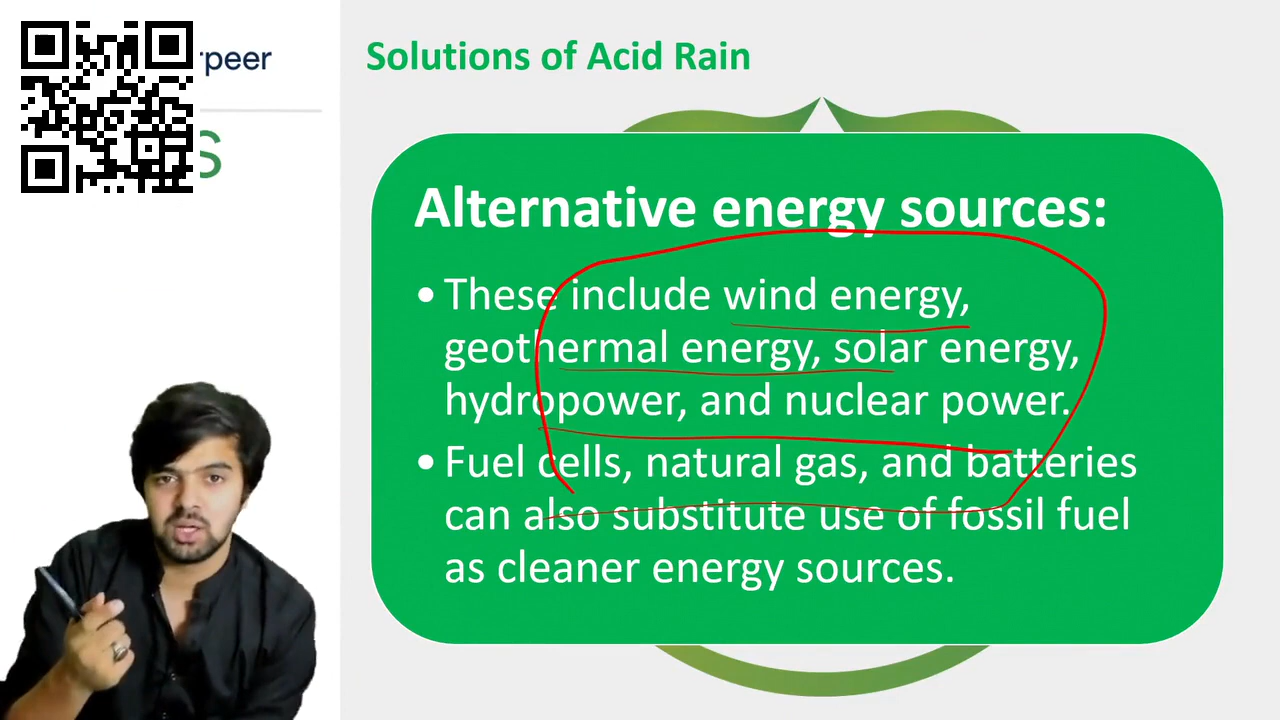 rpeer
S
Solutions of Acid Rain
Alternative energy sources:
• These include wind energy,
geothermal energy, solar energy,
hydropower, and nuclear power.
• Fuel cells, natural gas, and batteries
can also substitute use of fossil fuel
as cleaner energy sources.